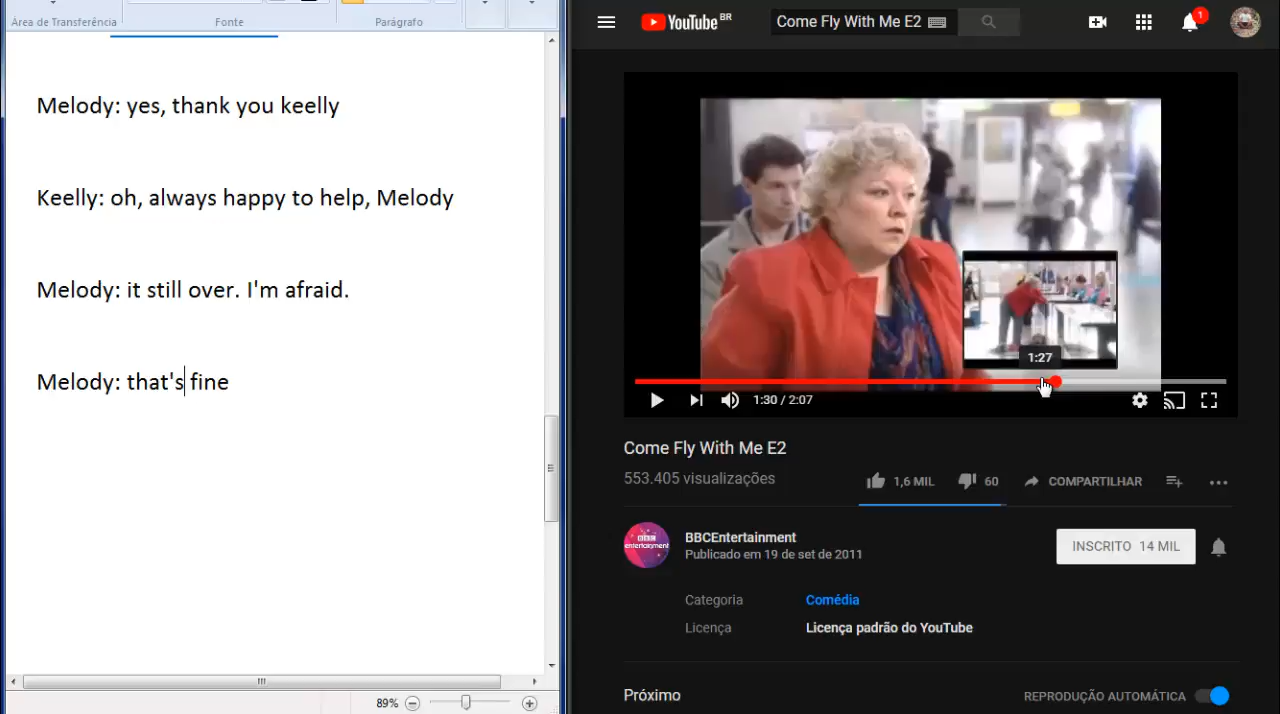 Área de Transferência Fonte Parágrafo
Melody: yes, thank you keelly
Keelly: oh, always happy to help, Melody
Melody: it still over. I'm afraid.
Melody: that's fine
89%
YouTube BR
Come Fly With Me E2
1
1:27
1:30 / 2:07
Come Fly With Me E2
553.405 visualizações
1,6 MIL 60 COMPARTILHAR
BBC entertainment
BBCEntertainment
Publicado em 19 de set de 2011
INSCRITO 14 MIL
Categoria Comédia
Licença Licença padrão do YouTube
Próximo REPRODUÇÃO AUTOMÁTICA